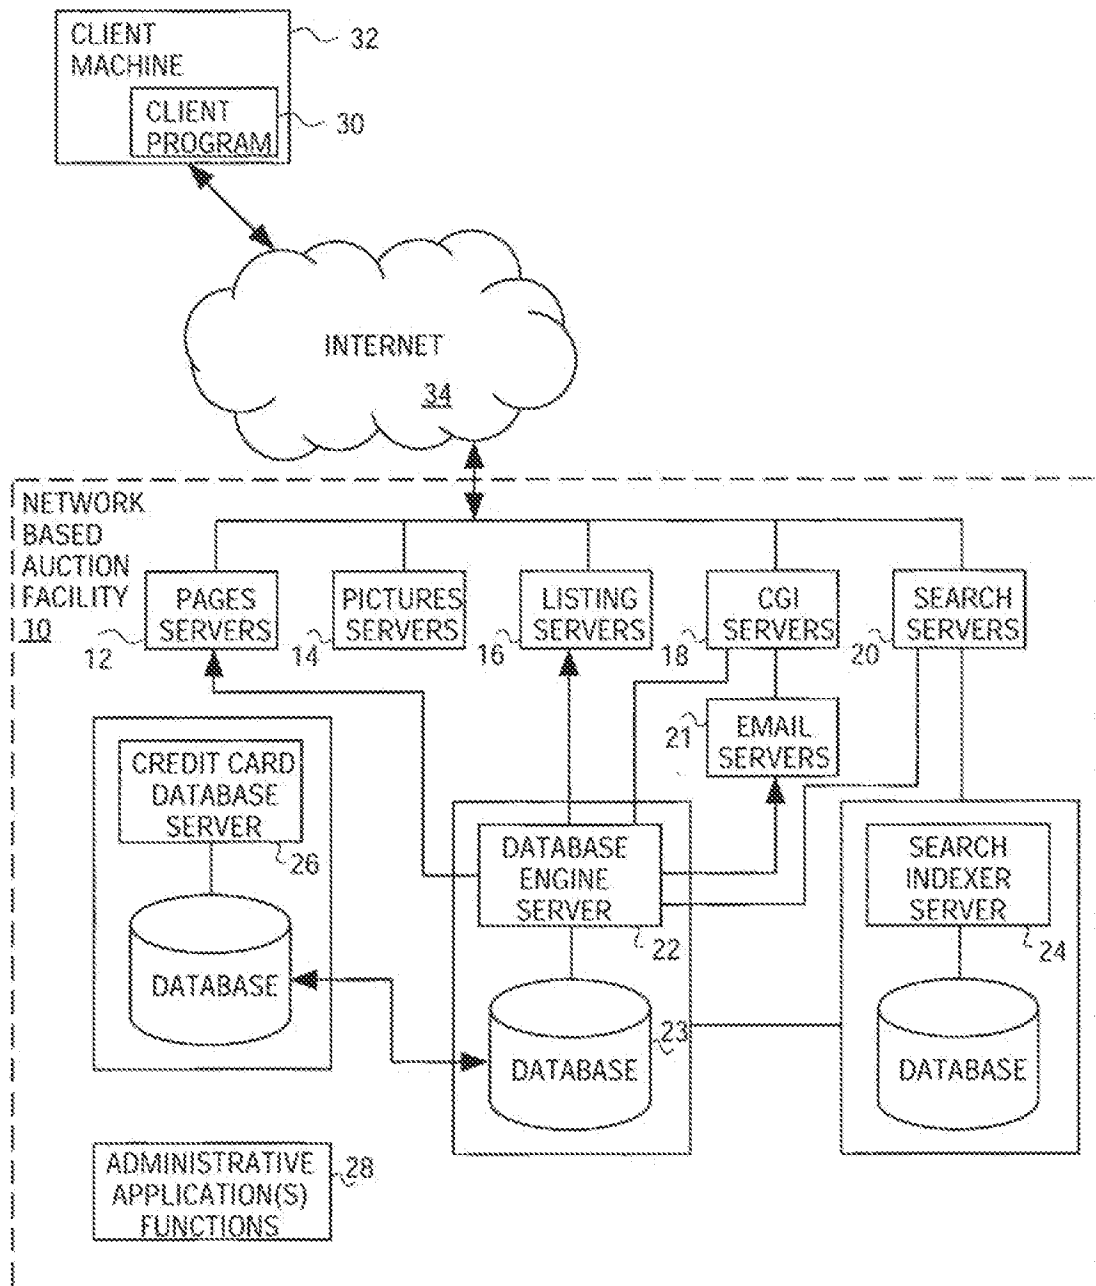 CLIENT
MACHINE
32
CLIENT
PROGRAM
30
INTERNET
34
NETWORK
BASED
AUCTION
FACILITY
10
PAGES
SERVERS
12
PICTURES
SERVERS
14
LISTING
SERVERS
16
CGI
SERVERS
18
SEARCH
SERVERS
20
21
EMAIL
SERVERS
CREDIT CARD
DATABASE
SERVER
26
DATABASE
DATABASE
ENGINE
SERVER
22
DATABASE
23
SEARCH
INDEXER
SERVER
24
DATABASE
ADMINISTRATIVE
APPLICATION(S)
FUNCTIONS
28